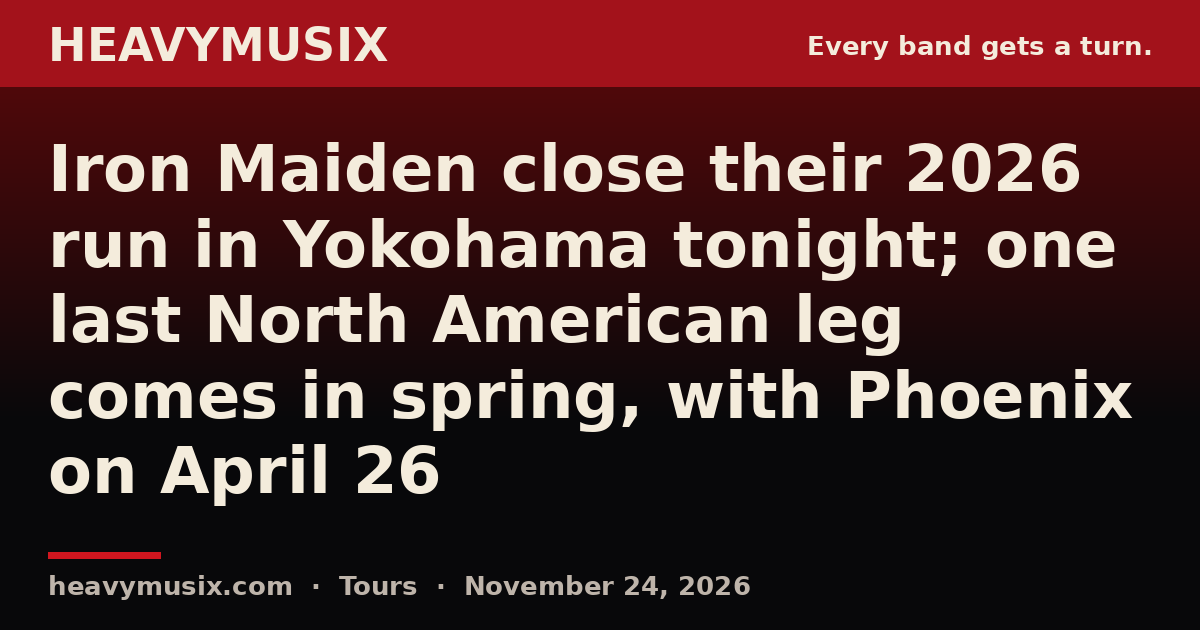 HEAVYMUSIX
Every band gets a turn.
Iron Maiden close their 2026
run in Yokohama tonight; one
last North American leg
comes in spring, with Phoenix
on April 26
heavymusix.com · Tours · November 24, 2026